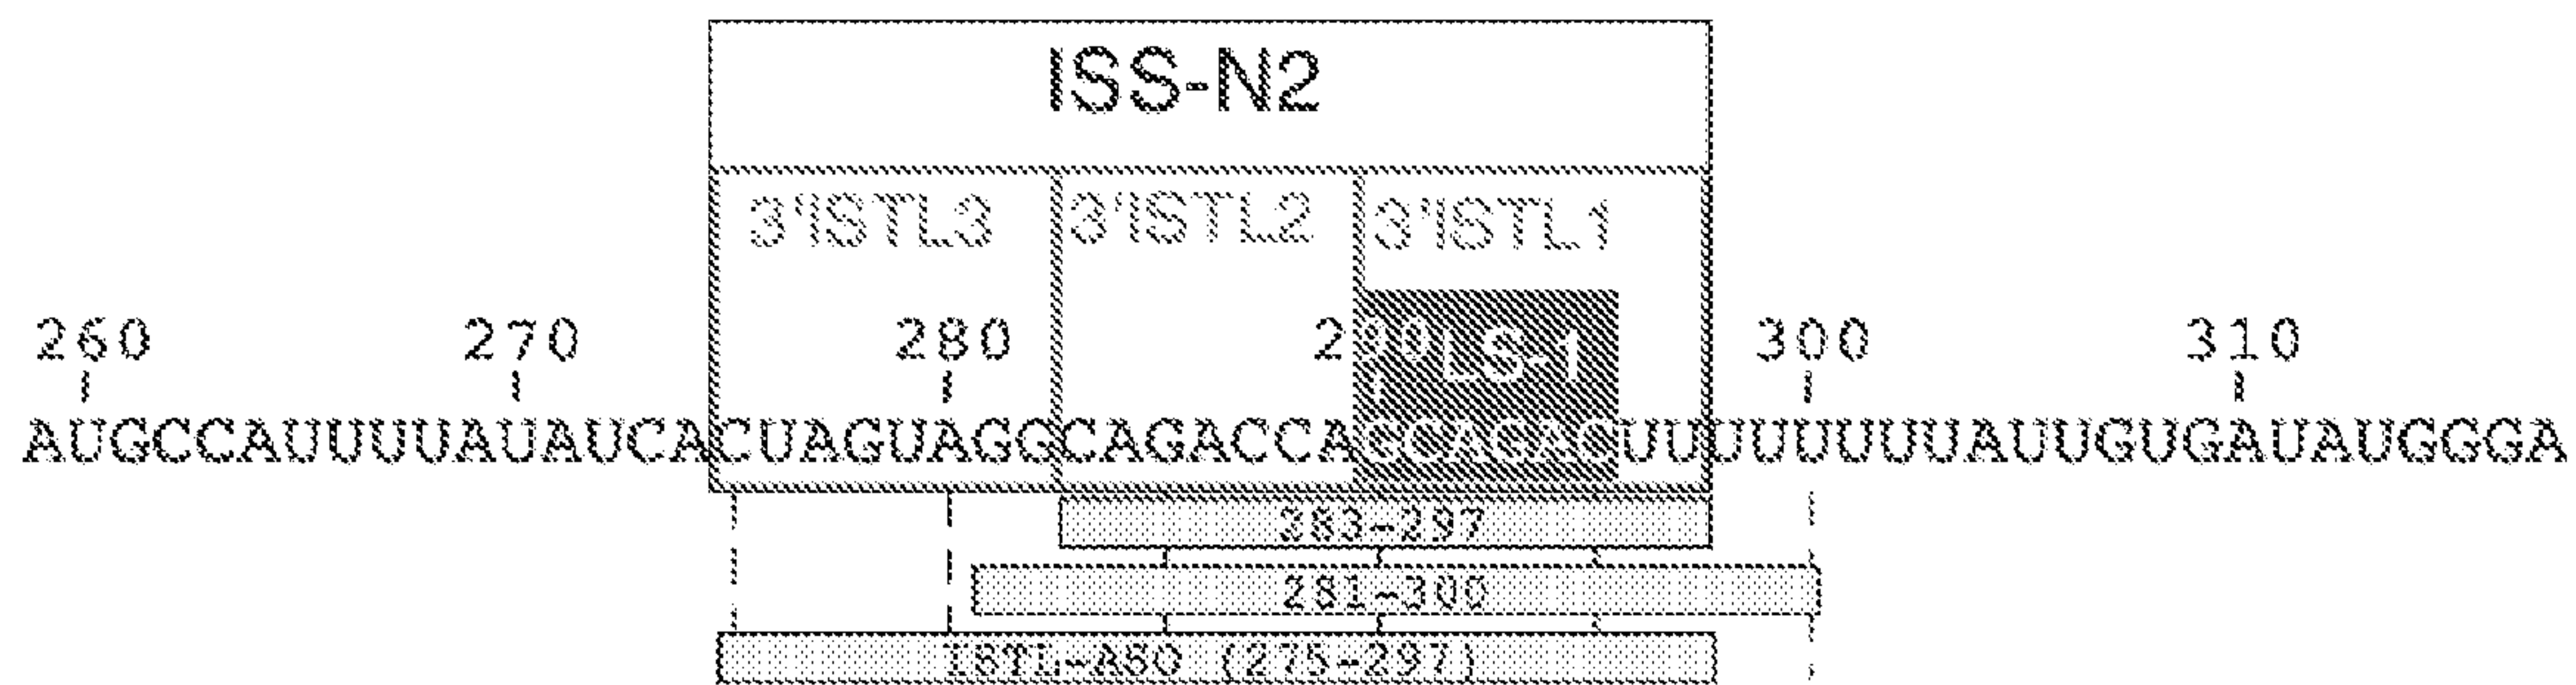 ISS-N2
3'ISTL3 3'ISTL2 3'ISTL1
260 270 280 290 LS-1 300 310
AUGCCAUUUUAUAUCACUAGUAGGCAGACCAGCAGACUUUUUUUUAUUGUGAUAUGGGA
283-297
281-300
ISTL-ASO (275-297)